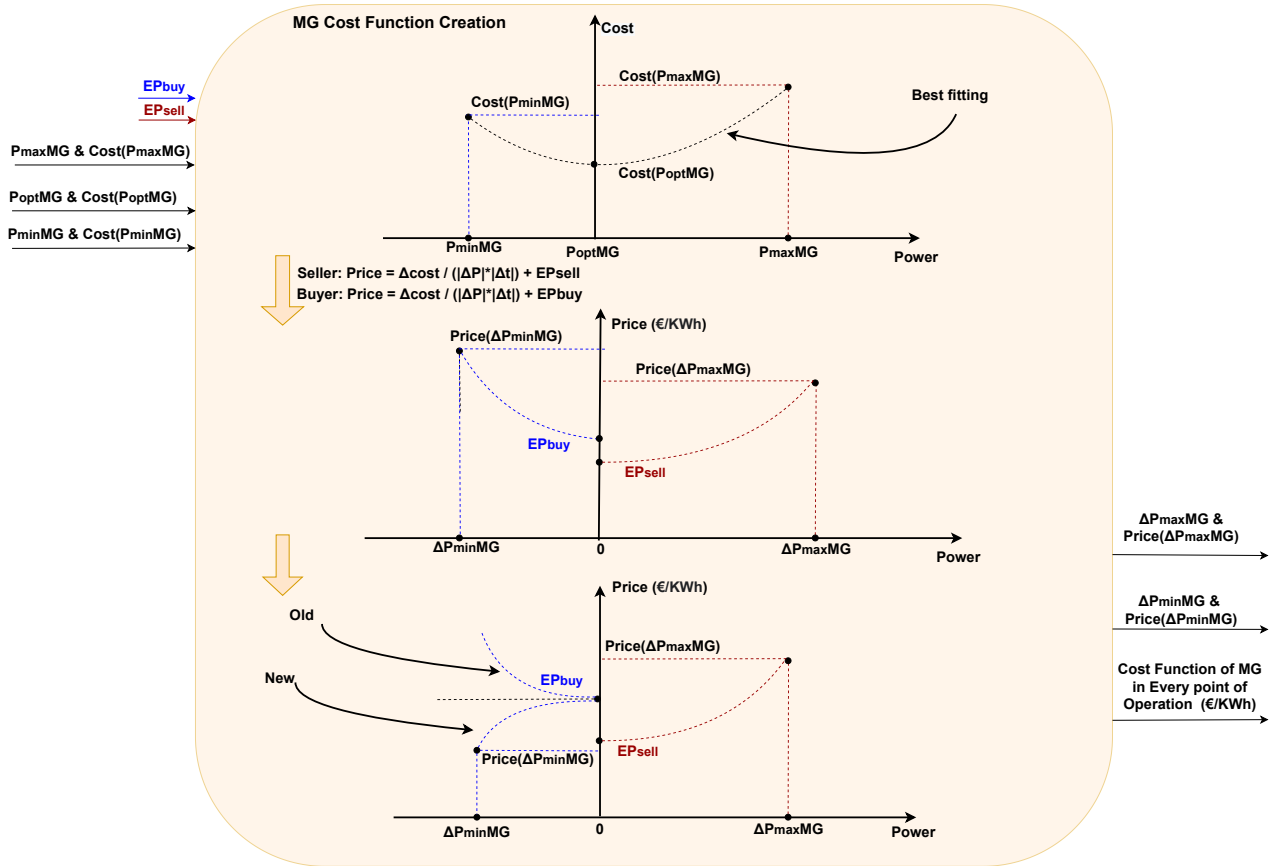 MG Cost Function Creation
Cost
EPbuy
EPsell
PmaxMG & Cost(PmaxMG)
PoptMG & Cost(PoptMG)
PminMG & Cost(PminMG)
Cost(PmaxMG)
Cost(PminMG)
Best fitting
Cost(PoptMG)
PminMG
PoptMG
PmaxMG
Power
Seller: Price = Δcost / (|ΔP|*|Δt|) + EPsell
Buyer: Price = Δcost / (|ΔP|*|Δt|) + EPbuy
Price (€/KWh)
Price(ΔPminMG)
Price(ΔPmaxMG)
EPbuy
EPsell
ΔPminMG
0
ΔPmaxMG
Power
Price (€/KWh)
Old
Price(ΔPmaxMG)
New
EPbuy
EPsell
Price(ΔPminMG)
ΔPminMG
0
ΔPmaxMG
Power
ΔPmaxMG &
Price(ΔPmaxMG)
ΔPminMG &
Price(ΔPminMG)
Cost Function of MG
in Every point of
Operation (€/KWh)